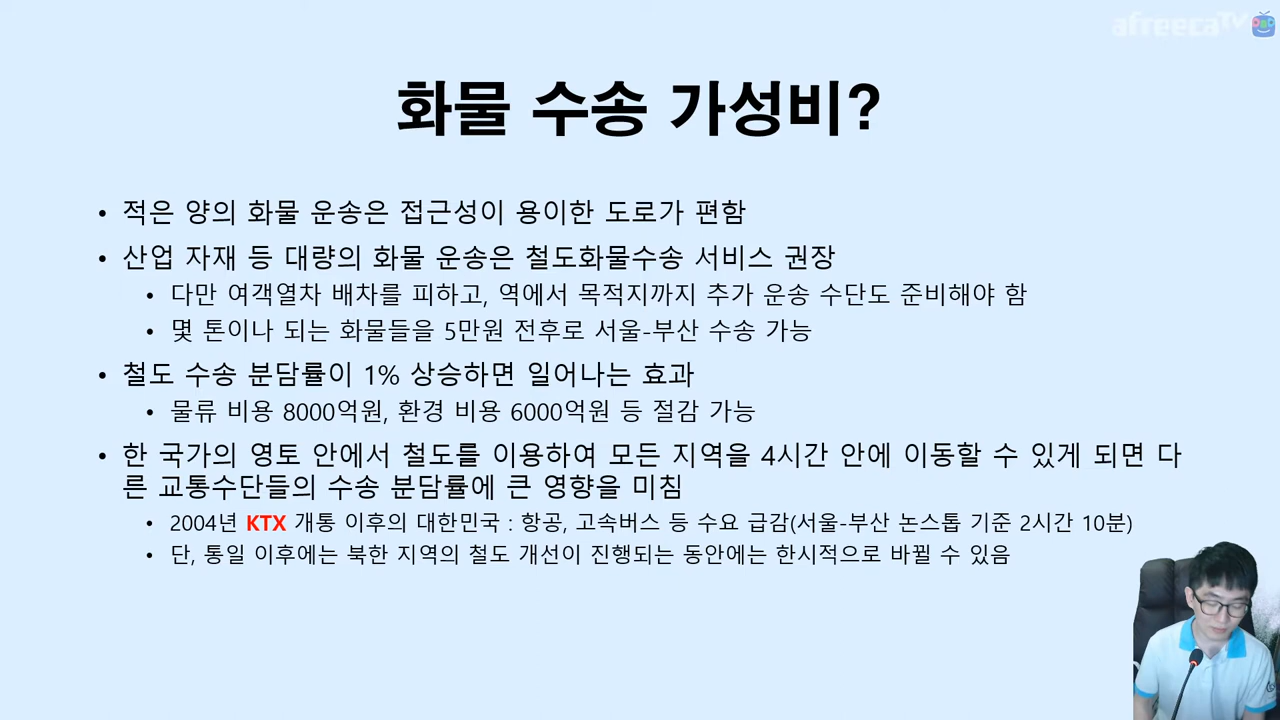 afreecaTV
화물 수송 가성비?
• 적은 양의 화물 운송은 접근성이 용이한 도로가 편함
• 산업 자재 등 대량의 화물 운송은 철도화물수송 서비스 권장
• 다만 여객열차 배차를 피하고, 역에서 목적지까지 추가 운송 수단도 준비해야 함
• 몇 톤이나 되는 화물들을 5만원 전후로 서울-부산 수송 가능
• 철도 수송 분담률이 1% 상승하면 일어나는 효과
• 물류 비용 8000억원, 환경 비용 6000억원 등 절감 가능
• 한 국가의 영토 안에서 철도를 이용하여 모든 지역을 4시간 안에 이동할 수 있게 되면 다
른 교통수단들의 수송 분담률에 큰 영향을 미침
• 2004년 KTX 개통 이후의 대한민국 : 항공, 고속버스 등 수요 급감(서울-부산 논스톱 기준 2시간 10분)
• 단, 통일 이후에는 북한 지역의 철도 개선이 진행되는 동안에는 한시적으로 바뀔 수 있음